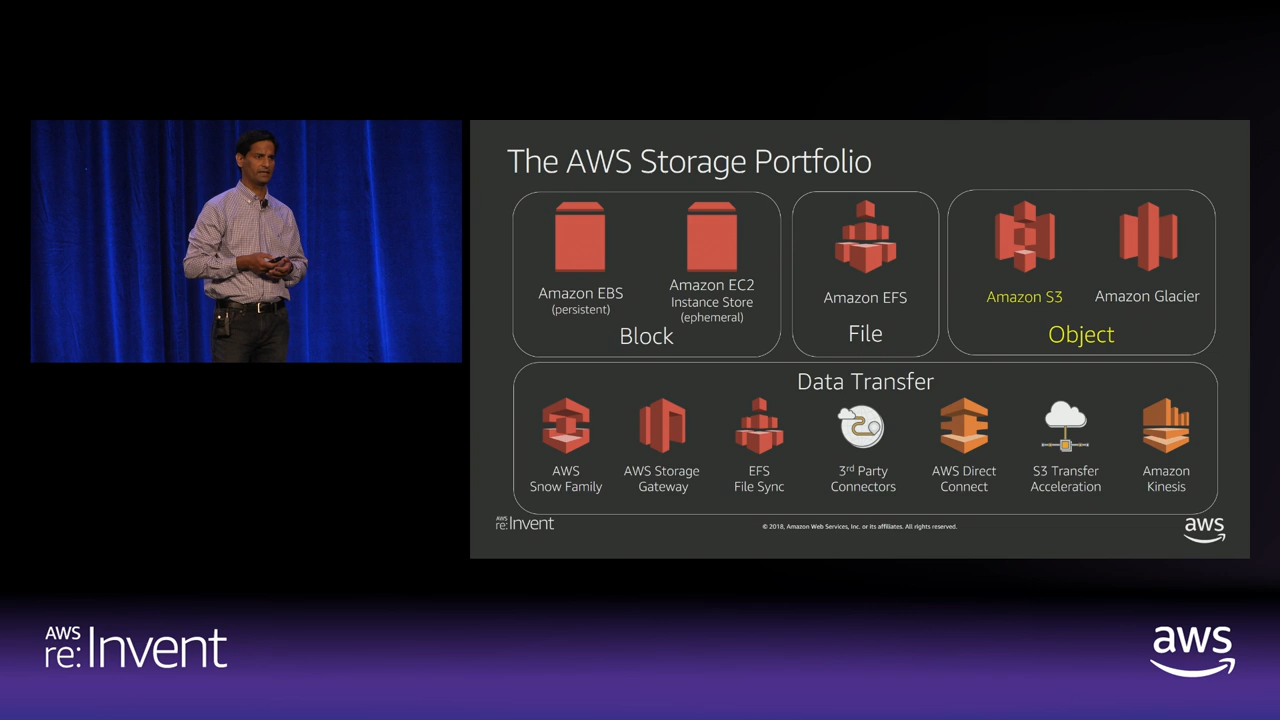 The AWS Storage Portfolio
Amazon EBS
(persistent)
Amazon EC2
Instance Store
(ephemeral)
Block
Amazon EFS
File
Amazon S3
Amazon Glacier
Object
Data Transfer
AWS
Snow Family
AWS Storage
Gateway
EFS
File Sync
3rd Party
Connectors
AWS Direct
Connect
S3 Transfer
Acceleration
Amazon
Kinesis
AWS
re:Invent
© 2018, Amazon Web Services, Inc. or its affiliates. All rights reserved.
aws
AWS
re:Invent
aws